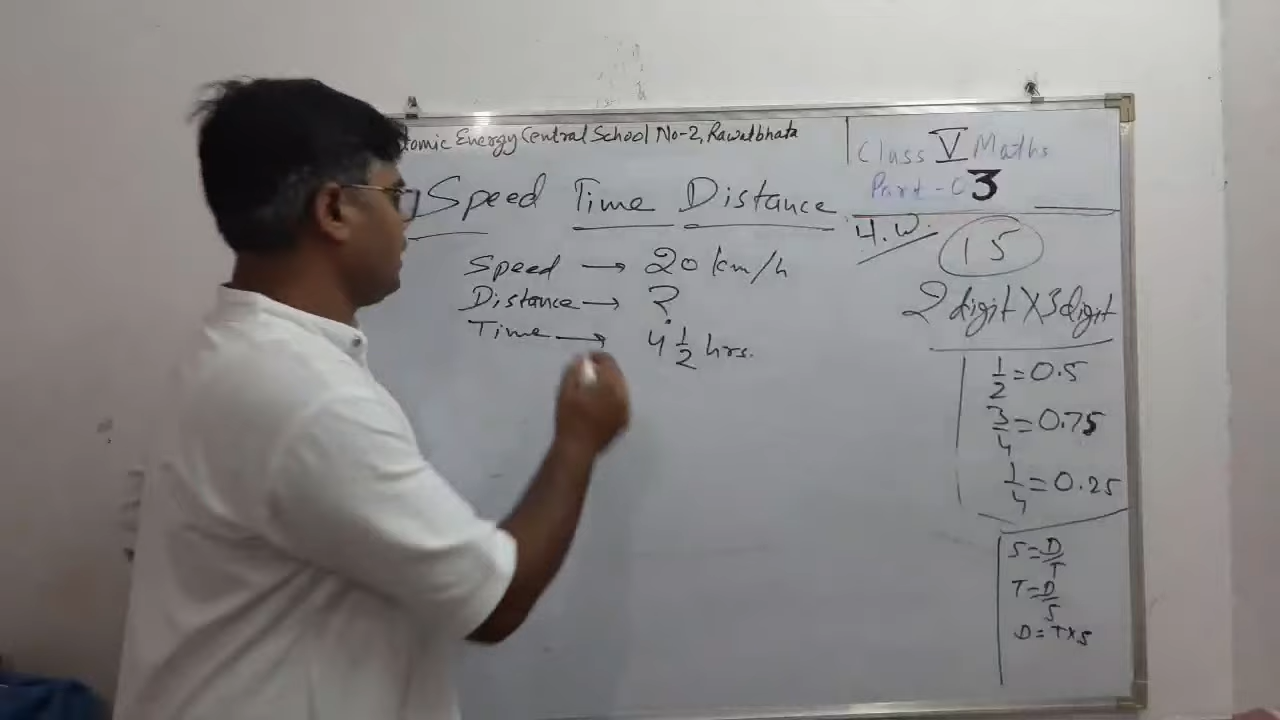 tomic Energy Central School No-2, Rawatbhata
Class V Maths
Part-03
Speed Time Distance
H.W.
15
Speed → 20 km/h
Distance → ?
Time → 4 1/2 hrs.
2 digit X 3 digit
1/2 = 0.5
3/4 = 0.75
1/4 = 0.25
S = D/T
T = D/S
D = T x S